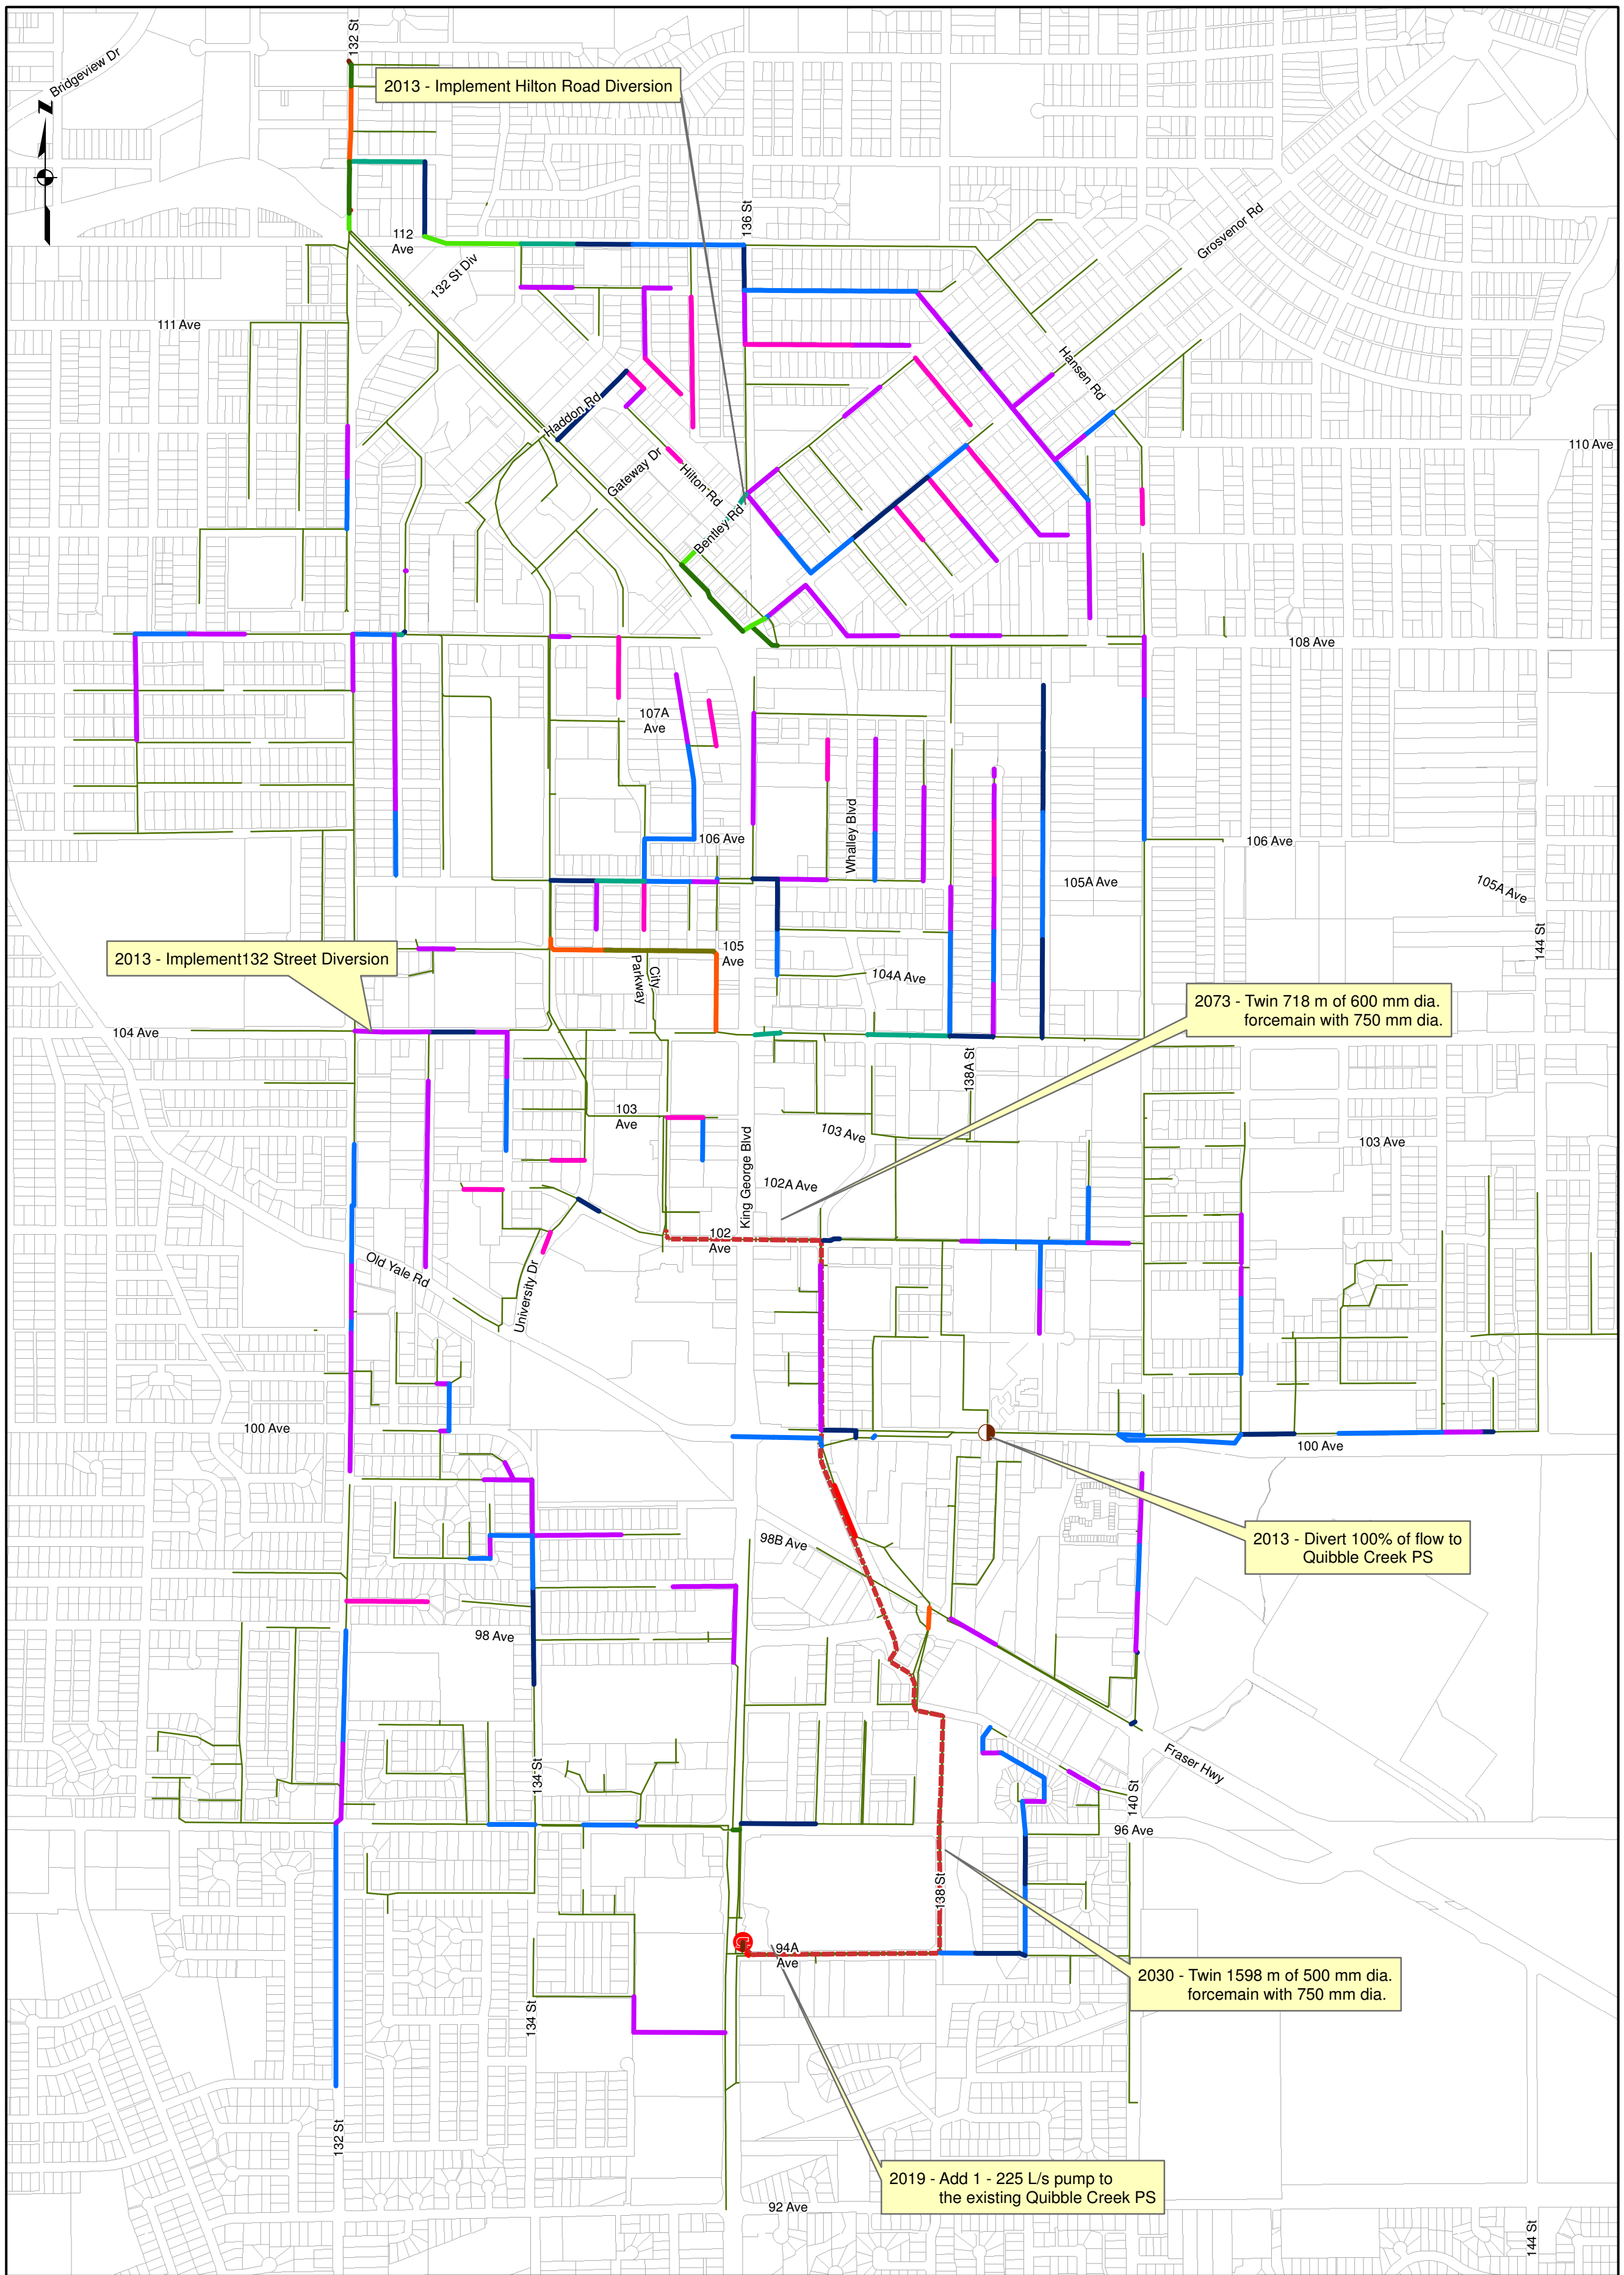 132 St
Bridgeview Dr
2013 - Implement Hilton Road Diversion
N
136 St
Grosvenor Rd
112
Ave
132 St Div
111 Ave
Hansen Rd
Haddon Rd
110 Ave
Gateway Dr
Hilton Rd
Bentley Rd
108 Ave
107A
Ave
Whalley Blvd
106 Ave
106 Ave
105A Ave
105A Ave
144 St
2013 - Implement132 Street Diversion
105
Ave
City
Parkway
104A Ave
2073 - Twin 718 m of 600 mm dia.
forcemain with 750 mm dia.
104 Ave
138A St
103
Ave
103 Ave
103 Ave
King George Blvd
102A Ave
102
Ave
Old Yale Rd
University Dr
100 Ave
100 Ave
2013 - Divert 100% of flow to
Quibble Creek PS
98B Ave
98 Ave
Fraser Hwy
134 St
140 St
96 Ave
138 St
94A
Ave
2030 - Twin 1598 m of 500 mm dia.
forcemain with 750 mm dia.
134 St
132 St
2019 - Add 1 - 225 L/s pump to
the existing Quibble Creek PS
92 Ave
144 St